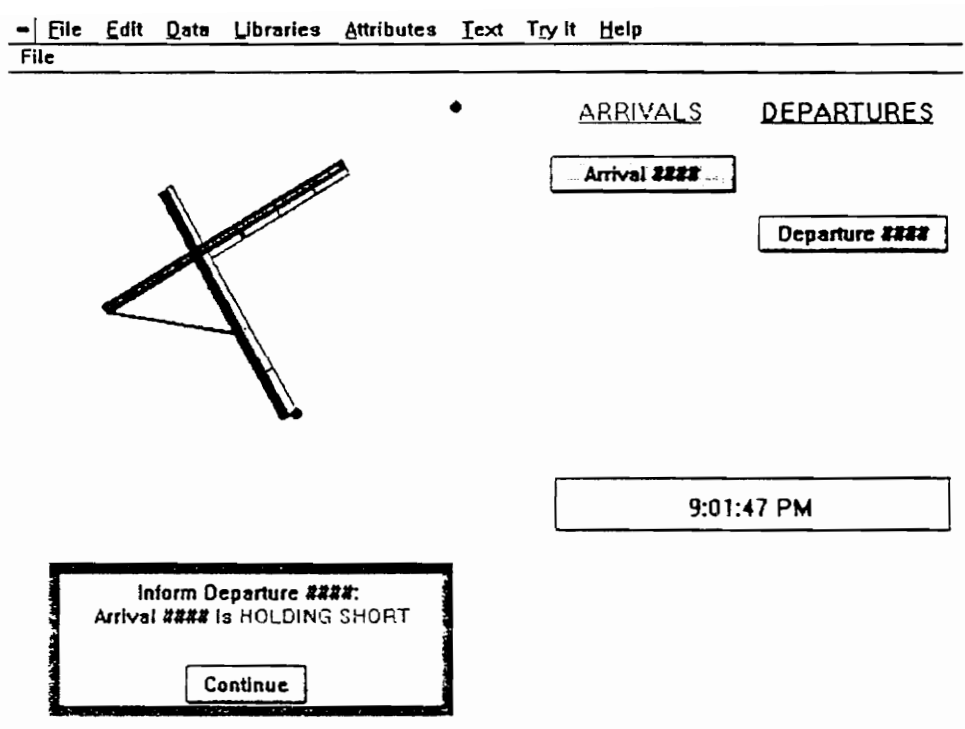 File Edit Data Libraries Attributes Text Try It Help
File
ARRIVALS DEPARTURES
Arrival ####
Departure ####
9:01:47 PM
Inform Departure ####:
Arrival #### is HOLDING SHORT
Continue